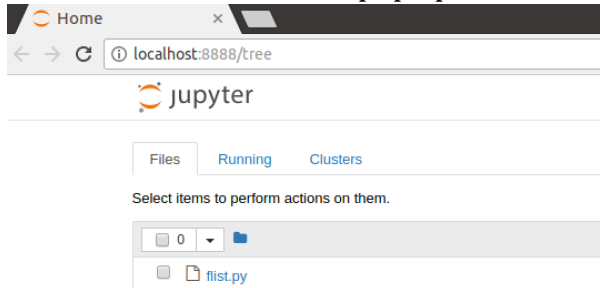 Home
localhost:8888/tree
jupyter
Files Running Clusters
Select items to perform actions on them.
0
flist.py